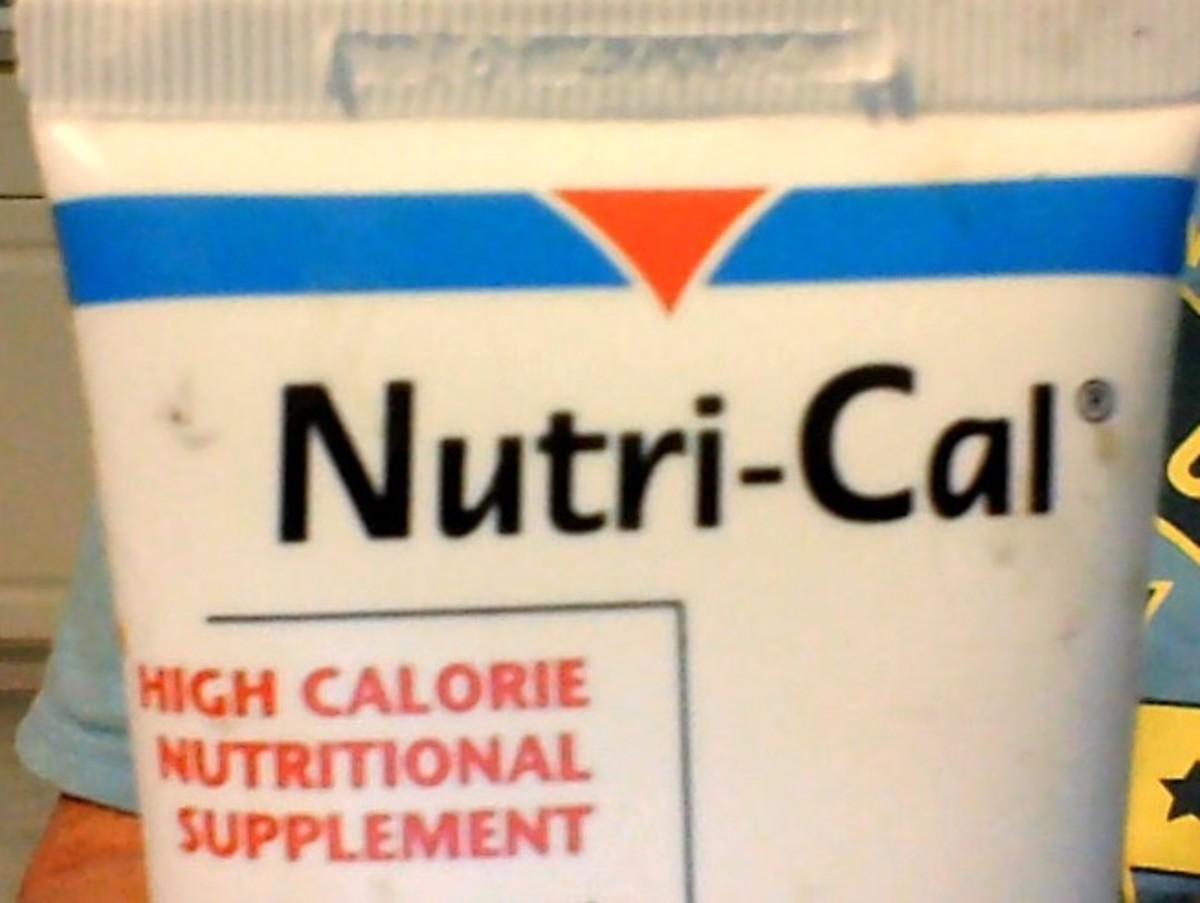 Nutri-Cal®
HIGH CALORIE
NUTRITIONAL
SUPPLEMENT